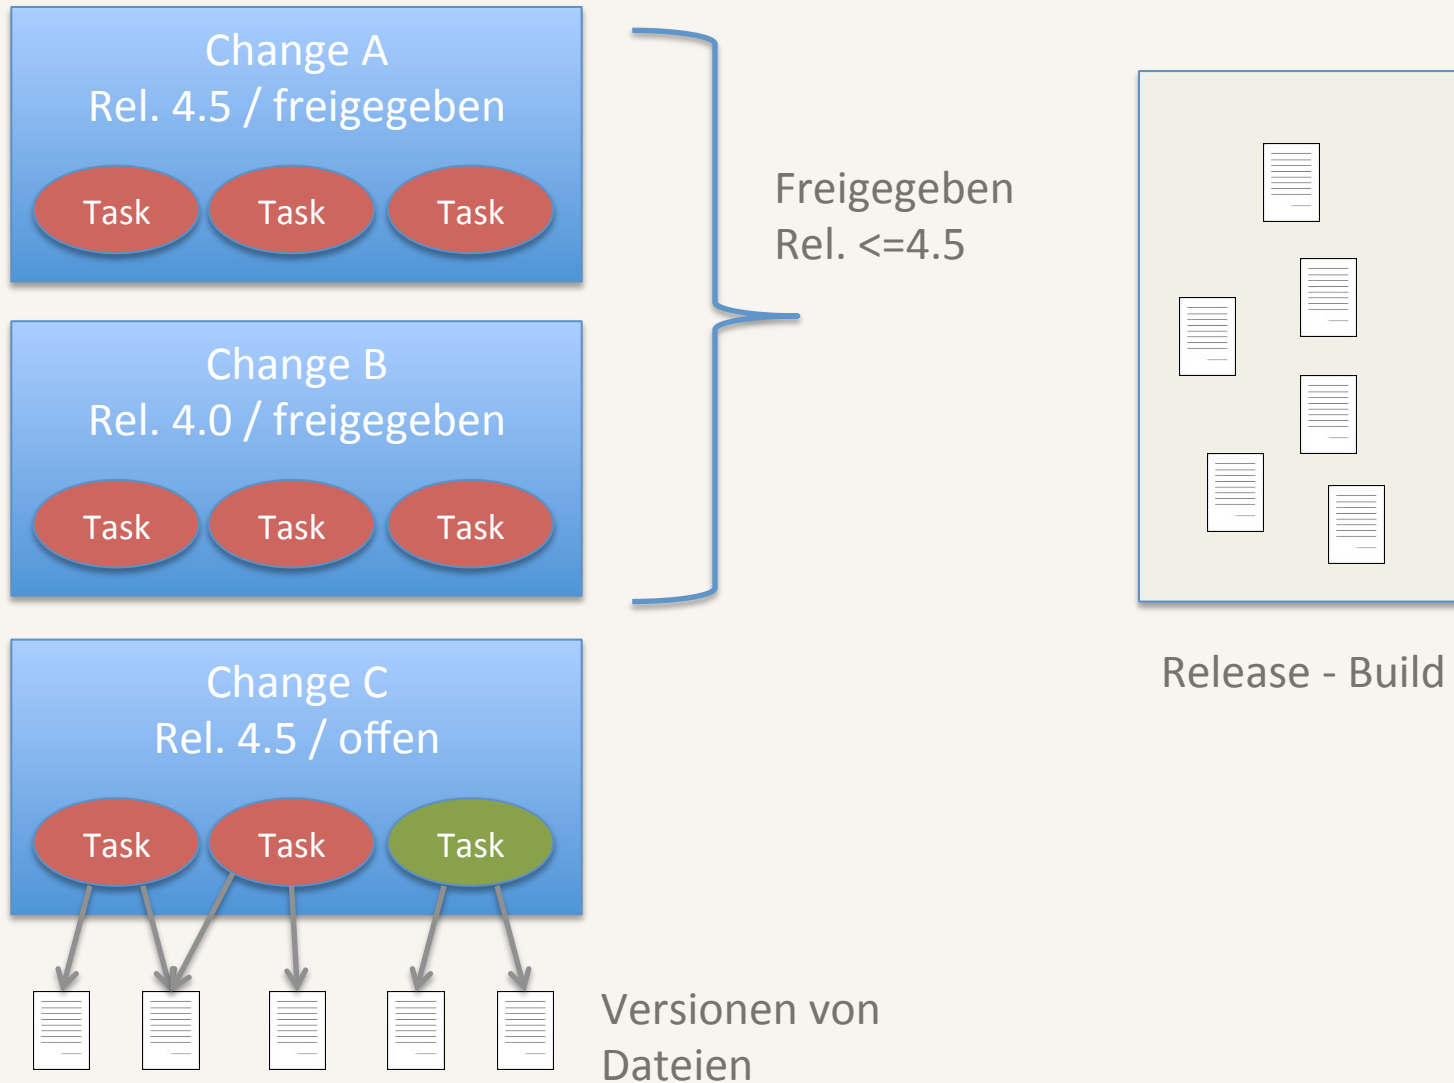 Change A
Rel. 4.5 / freigegeben
Task Task Task
Freigegeben
Rel. <=4.5
Change B
Rel. 4.0 / freigegeben
Task Task Task
Change C
Rel. 4.5 / offen
Task Task Task
Release - Build
Versionen von
Dateien